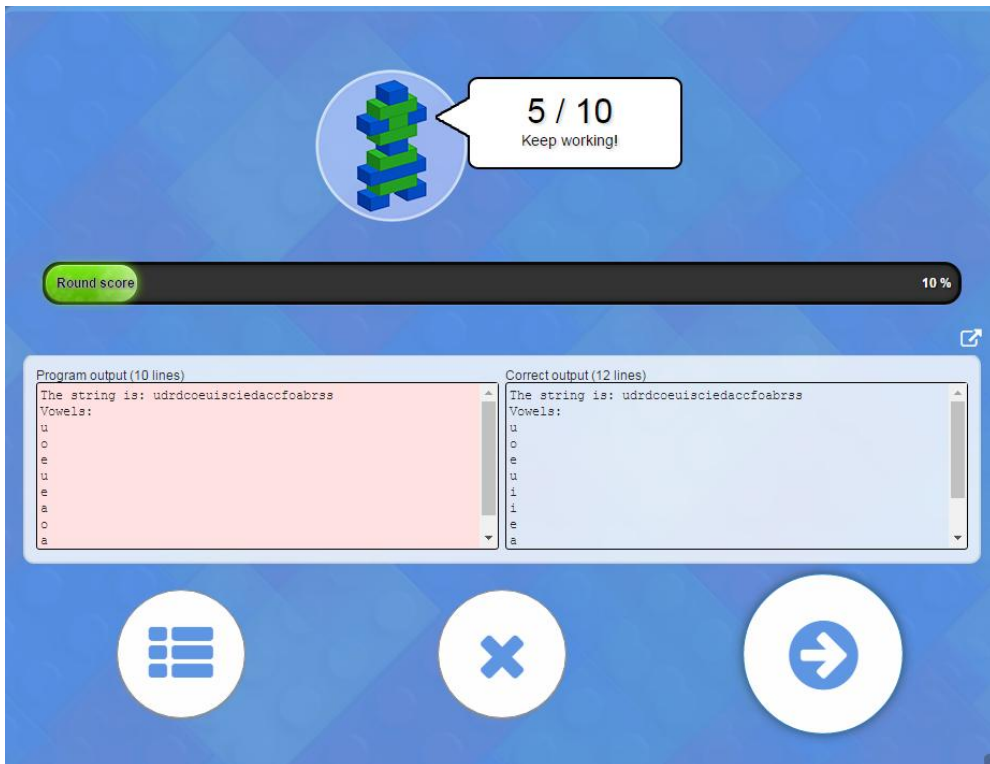 5 / 10
Keep working!
Round score
10 %
Program output (10 lines)
The string is: udrdcoeuisciedaccfoabrss
Vowels:
u
o
e
u
e
a
o
a
Correct output (12 lines)
The string is: udrdcoeuisciedaccfoabrss
Vowels:
u
o
e
u
i
i
e
a